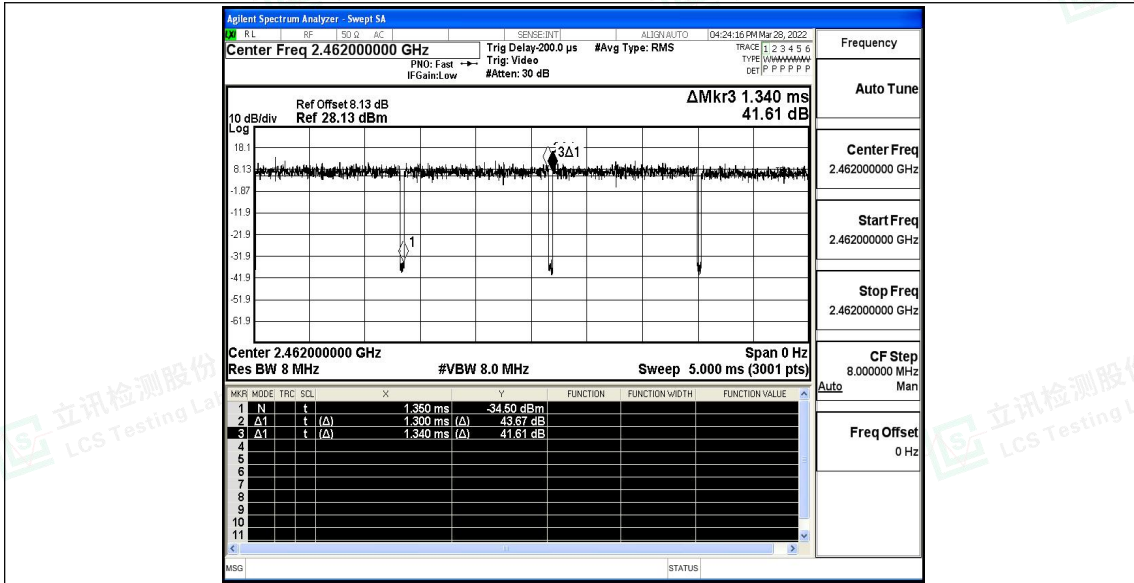 Agilent Spectrum Analyzer - Swept SA
RL RF 50 Ω AC SENSE:INT ALIGN AUTO 04:24:16 PM Mar 28, 2022
Center Freq 2.462000000 GHz
PNO: Fast
IFGain:Low
Trig Delay-200.0 µs
Trig: Video
#Atten: 30 dB
#Avg Type: RMS
TRACE 1 2 3 4 5 6
TYPE
DET P P P P P P
Frequency
Auto Tune
Center Freq
2.462000000 GHz
Start Freq
2.462000000 GHz
Stop Freq
2.462000000 GHz
CF Step
8.000000 MHz
Auto Man
Freq Offset
0 Hz
ΔMkr3 1.340 ms
41.61 dB
Ref Offset 8.13 dB
10 dB/div Ref 28.13 dBm
Log
18.1
8.13
-1.87
-11.9
-21.9
-31.9
-41.9
-51.9
-61.9
3Δ1
1
Center 2.462000000 GHz Span 0 Hz
Res BW 8 MHz #VBW 8.0 MHz Sweep 5.000 ms (3001 pts)
MKR MODE TRC SCL X Y FUNCTION FUNCTION WIDTH FUNCTION VALUE
1 N t 1.350 ms -34.50 dBm
2 Δ1 t (Δ) 1.300 ms (Δ) 43.67 dB
3 Δ1 t (Δ) 1.340 ms (Δ) 41.61 dB
4
5
6
7
8
9
10
11
MSG STATUS
立讯检测股份
LCS Testing Lab
立讯检测股份
LCS Testing L